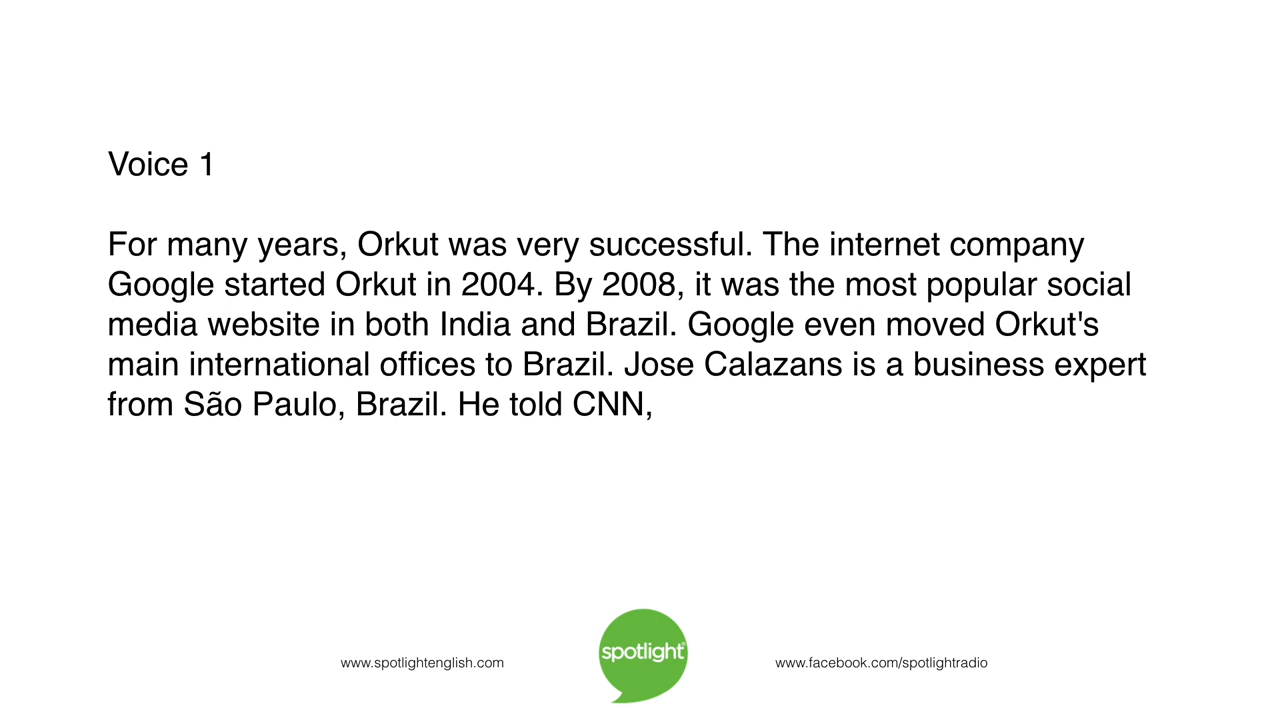 Voice 1
For many years, Orkut was very successful. The internet company
Google started Orkut in 2004. By 2008, it was the most popular social
media website in both India and Brazil. Google even moved Orkut's
main international offices to Brazil. Jose Calazans is a business expert
from São Paulo, Brazil. He told CNN,
www.spotlightenglish.com
spotlight®
www.facebook.com/spotlightradio